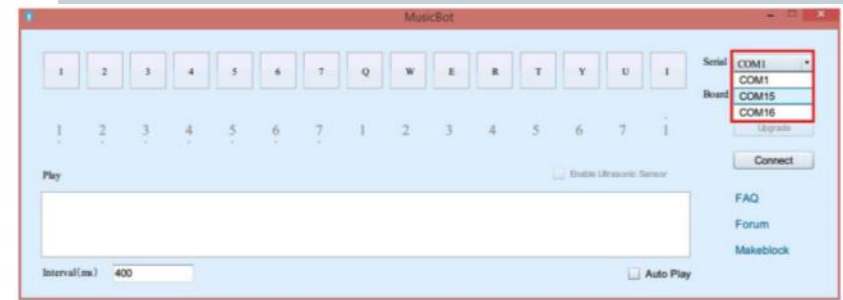 MusicBot
1 2 3 4 5 6 7 Q W E R T Y U I
Serial COM1
COM1
Board COM15
COM16
1 2 3 4 5 6 7 1 2 3 4 5 6 7 1
Upgrade
Connect
Play
Enable Ultrasonic Sensor
FAQ
Forum
Makeblock
Interval(ms) 400
Auto Play